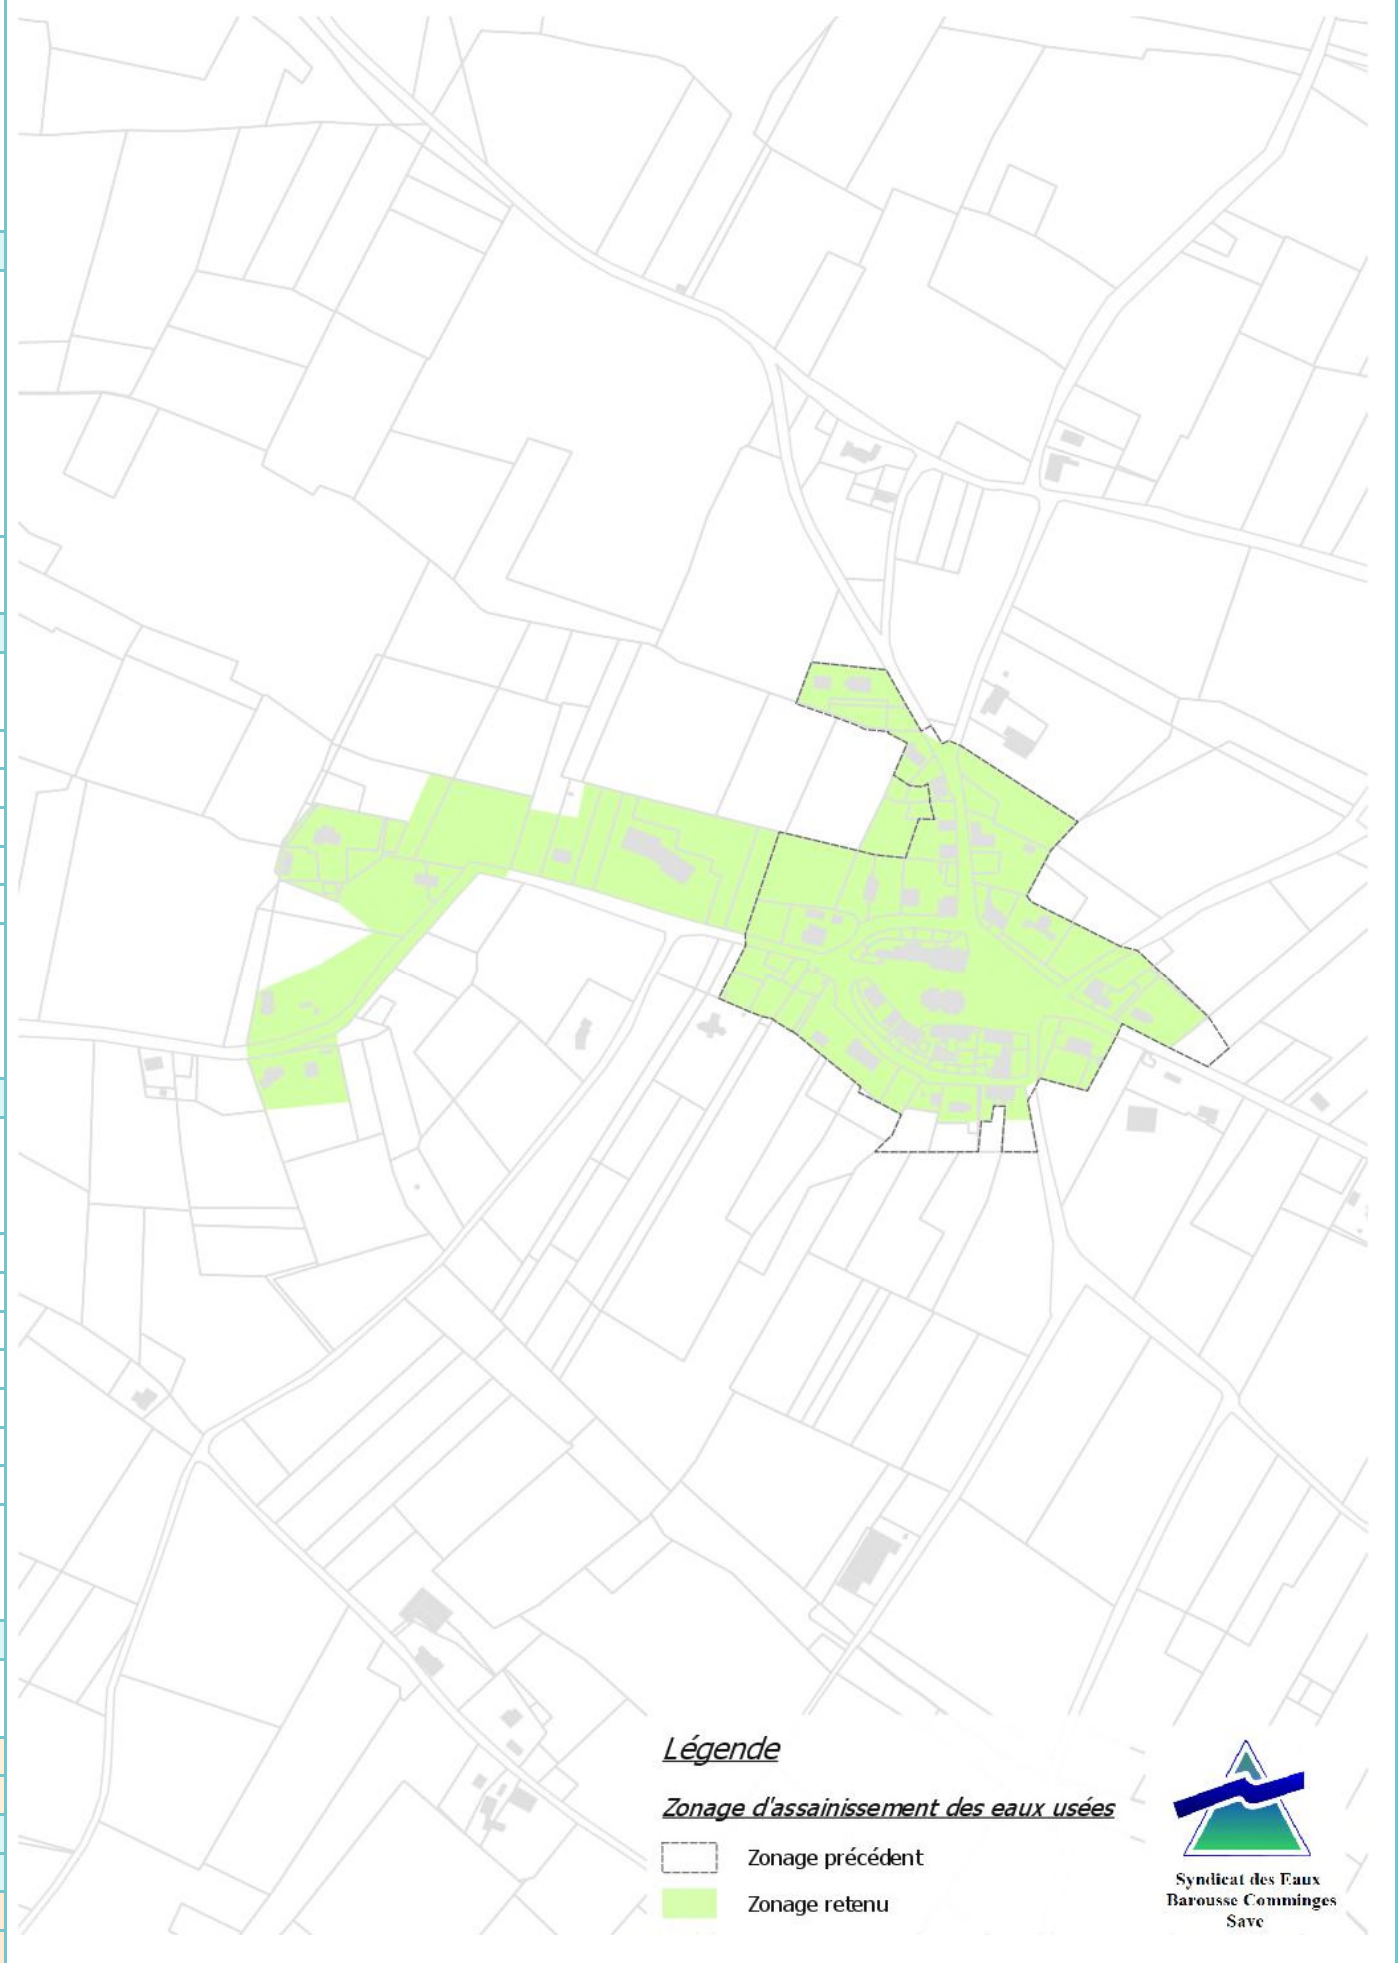 Légende
Zonage d'assainissement des eaux usées
Zonage précédent
Zonage retenu
Syndicat des Eaux
Barousse Comminges
Save